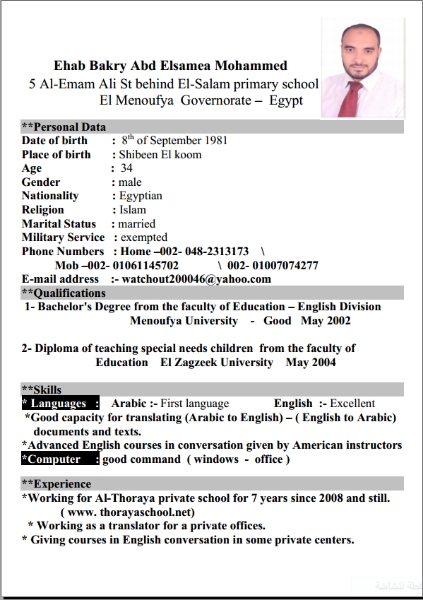 Ehab Bakry Abd Elsamea Mohammed
5 Al-Emam Ali St behind El-Salam primary school
El Menoufya Governorate – Egypt
**Personal Data
Date of birth : 8th of September 1981
Place of birth : Shibeen El koom
Age : 34
Gender : male
Nationality : Egyptian
Religion : Islam
Marital Status : married
Military Service : exempted
Phone Numbers : Home –002- 048-2313173 \
Mob –002- 01061145702 \ 002- 01007074277
E-mail address :- watchout200046@yahoo.com
**Qualifications
1- Bachelor's Degree from the faculty of Education – English Division
Menoufya University - Good May 2002
2- Diploma of teaching special needs children from the faculty of
Education El Zagzeek University May 2004
**Skills
* Languages : Arabic :- First language English :- Excellent
*Good capacity for translating (Arabic to English) – ( English to Arabic)
documents and texts.
*Advanced English courses in conversation given by American instructors
*Computer : good command ( windows - office )
**Experience
*Working for Al-Thoraya private school for 7 years since 2008 and still.
( www. thorayaschool.net)
* Working as a translator for a private offices.
* Giving courses in English conversation in some private centers.